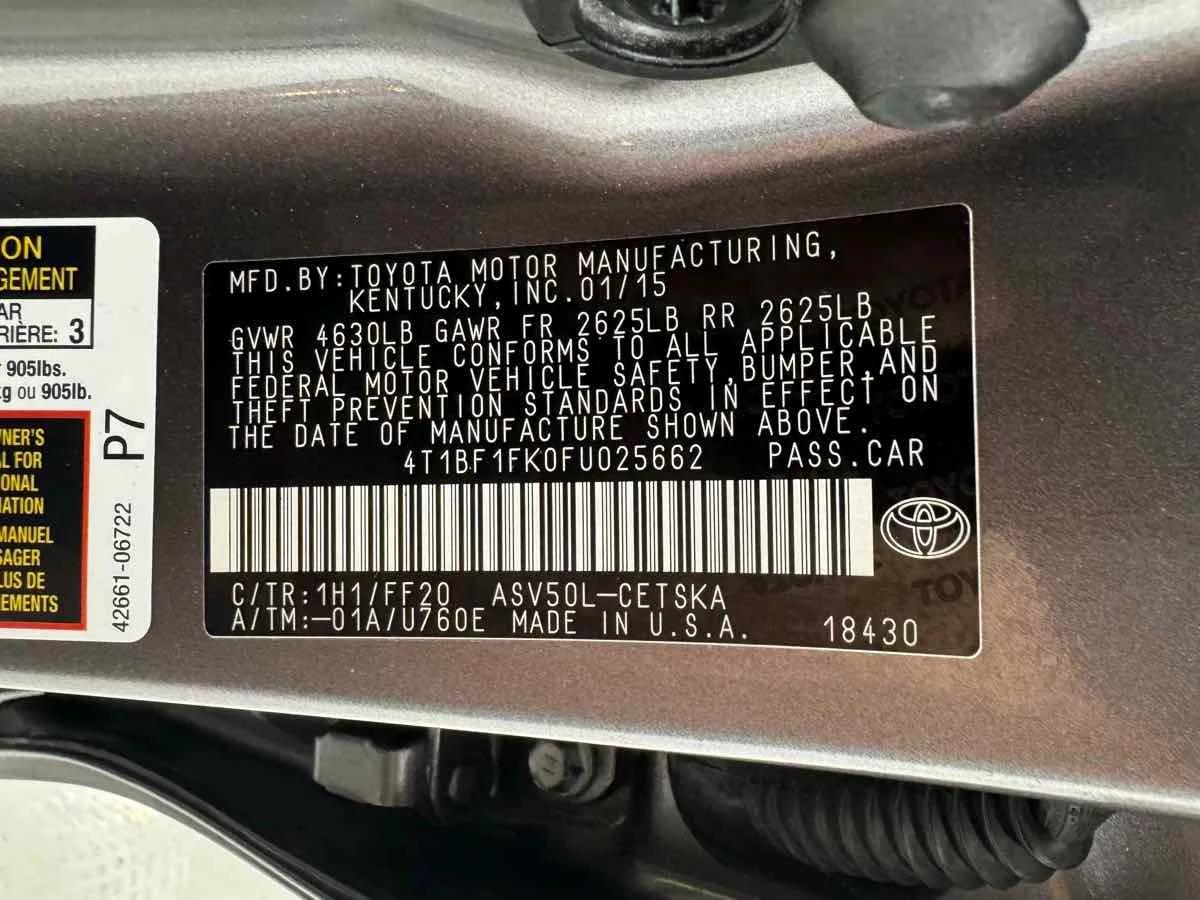 ON
GEMENT
AR
RIÈRE: 3
905lbs.
kg ou 905lb.
NER'S
L FOR
ONAL
ATION
MANUEL
SAGER
LUS DE
EMENTS
P7
42661-06722
MFD.BY:TOYOTA MOTOR MANUFACTURING,
KENTUCKY,INC.01/15
GVWR 4630LB GAWR FR 2625LB RR 2625LB
THIS VEHICLE CONFORMS TO ALL APPLICABLE
FEDERAL MOTOR VEHICLE SAFETY,BUMPER,AND
THEFT PREVENTION STANDARDS IN EFFECT ON
THE DATE OF MANUFACTURE SHOWN ABOVE.
4T1BF1FK0FU025662 PASS.CAR
C/TR:1H1/FF20 ASV50L-CETSKA
A/TM:-01A/U760E MADE IN U.S.A. 18430